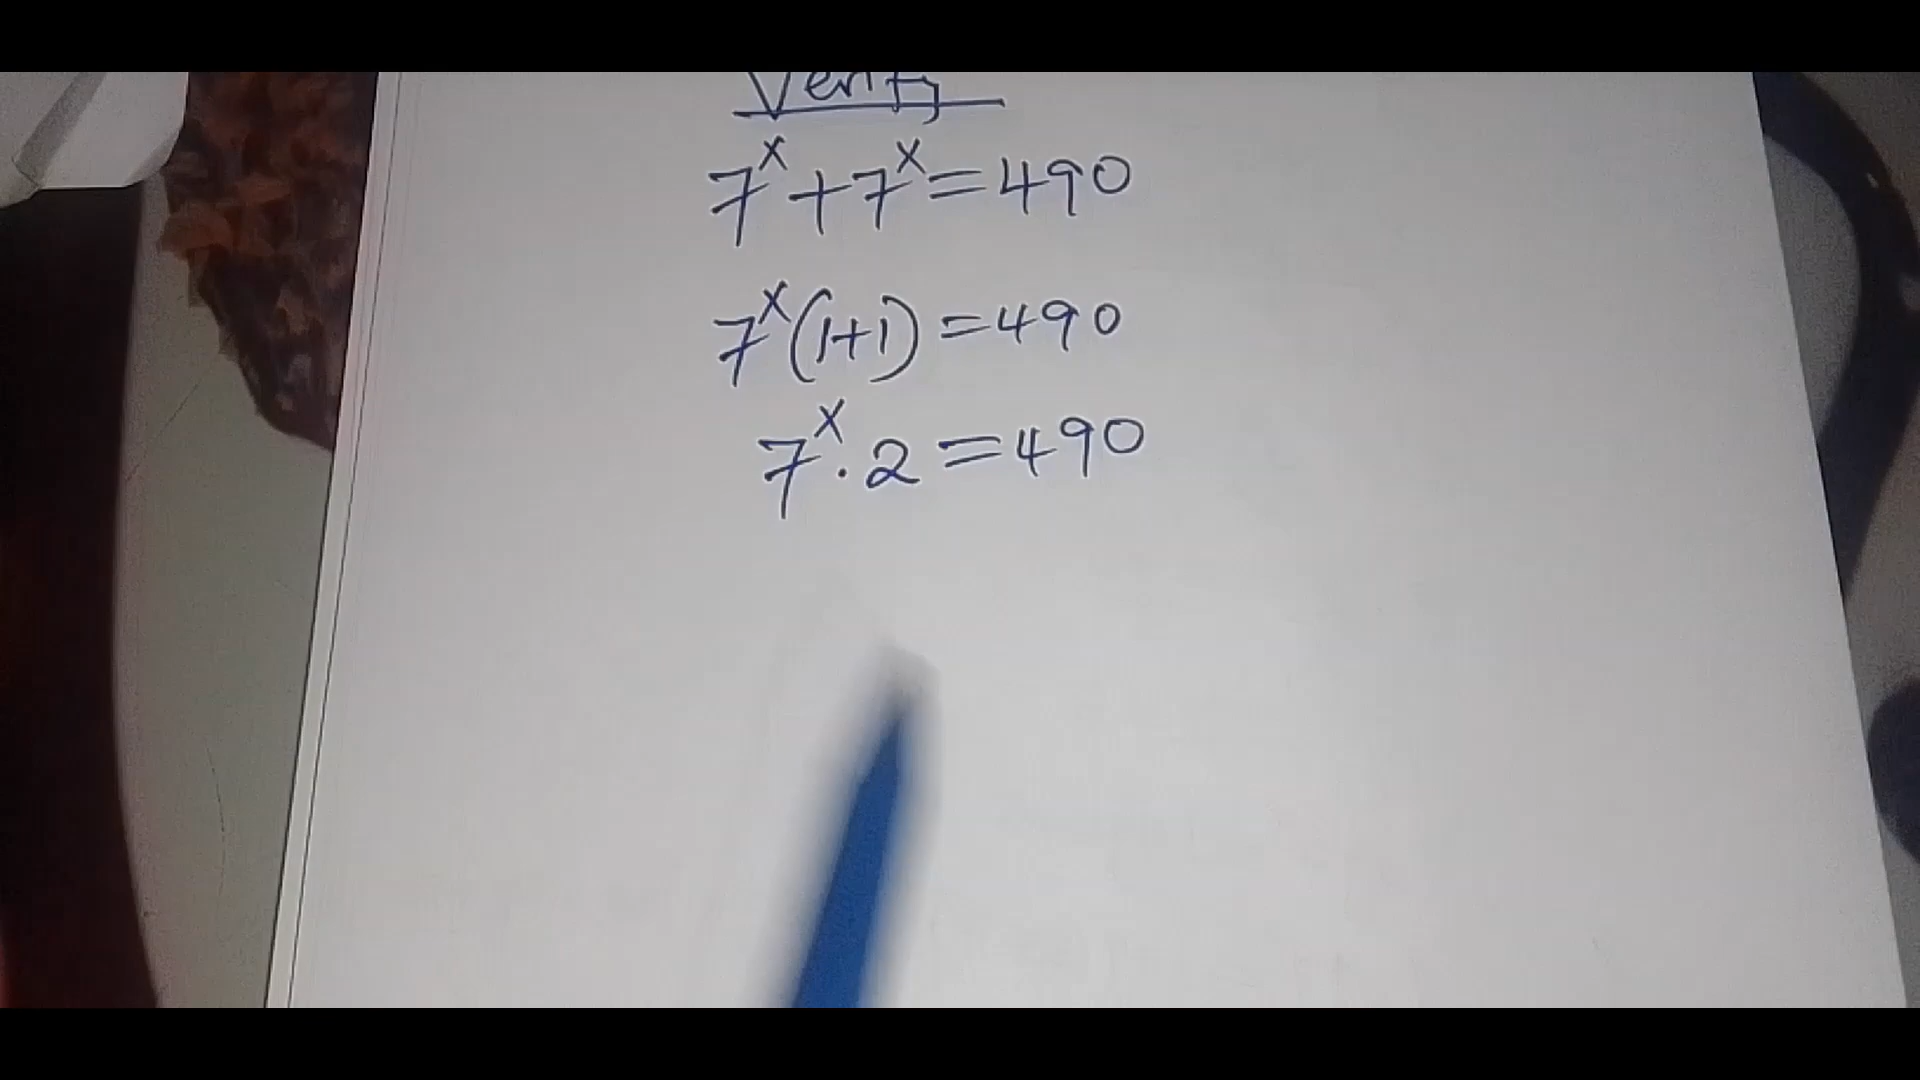 Verify
7^x + 7^x = 490
7^x (1+1) = 490
7^x . 2 = 490